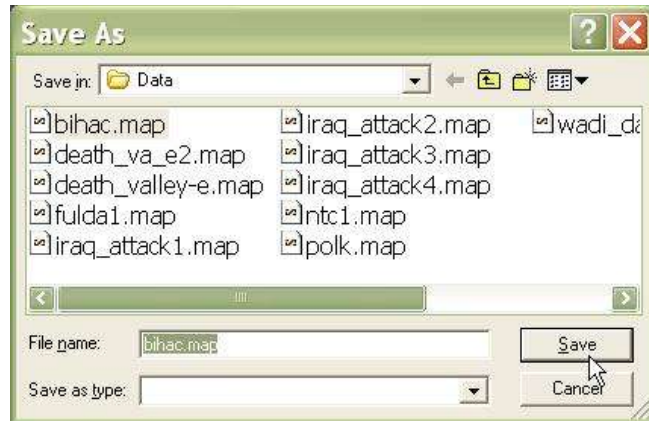 Save As
Save in: Data
bihac.map iraq_attack2.map
death_va_e2.map iraq_attack3.map
death_valley-e.map iraq_attack4.map
fulda1.map ntc1.map
iraq_attack1.map polk.map
File name: bihac.map Save
Save as type: Cancel